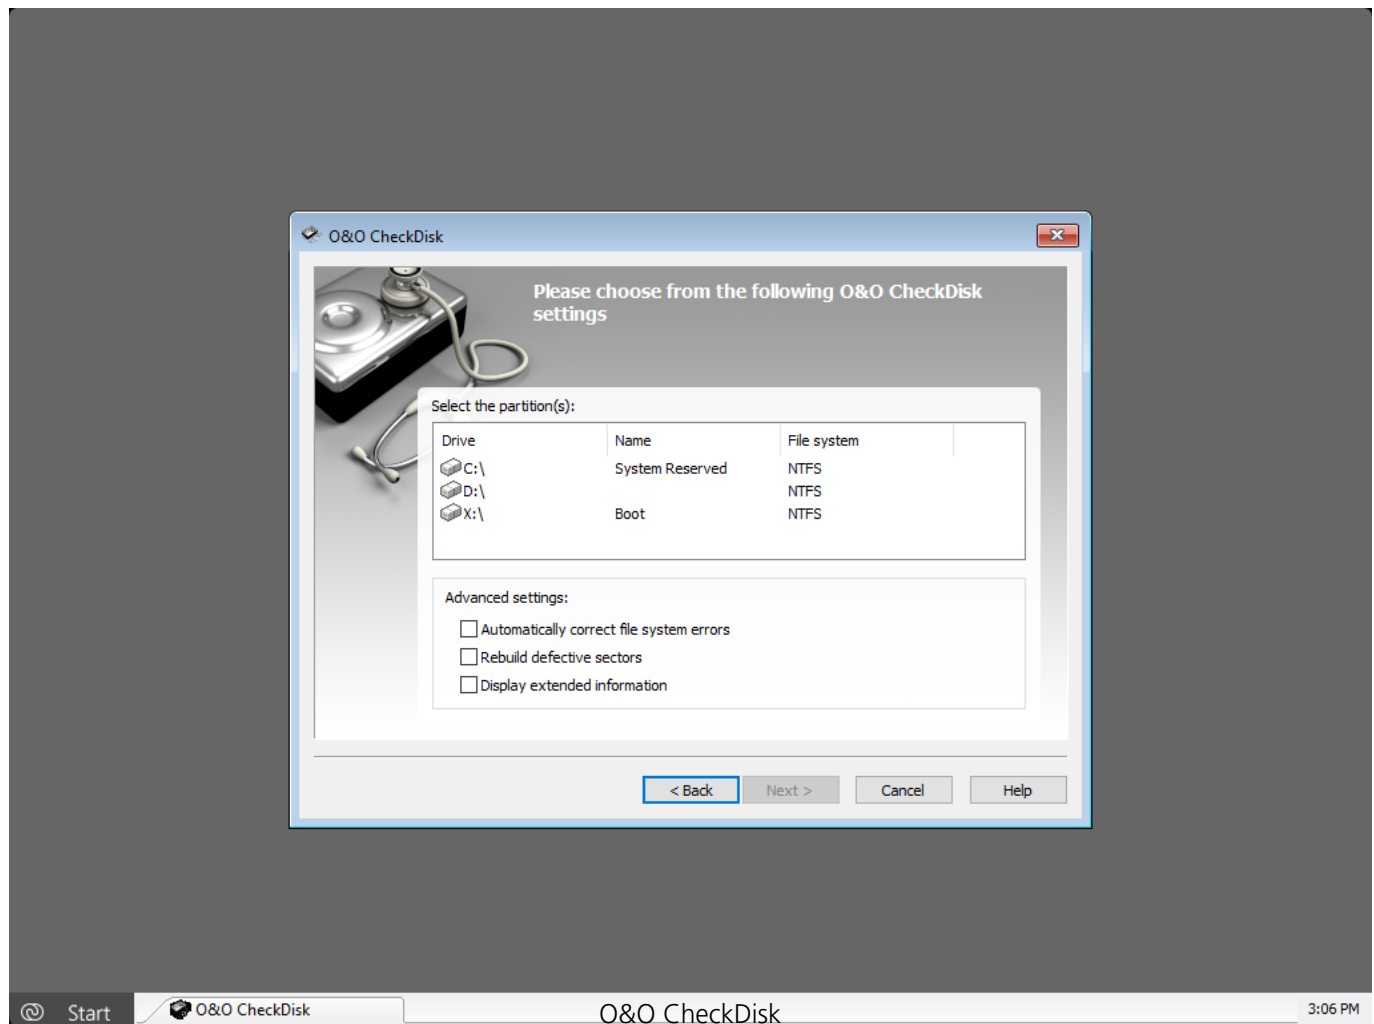 O&O CheckDisk
Please choose from the following O&O CheckDisk
settings
Select the partition(s):
Drive Name File system
C:\ System Reserved NTFS
D:\ NTFS
X:\ Boot NTFS
Advanced settings:
Automatically correct file system errors
Rebuild defective sectors
Display extended information
< Back Next > Cancel Help
Start O&O CheckDisk O&O CheckDisk 3:06 PM